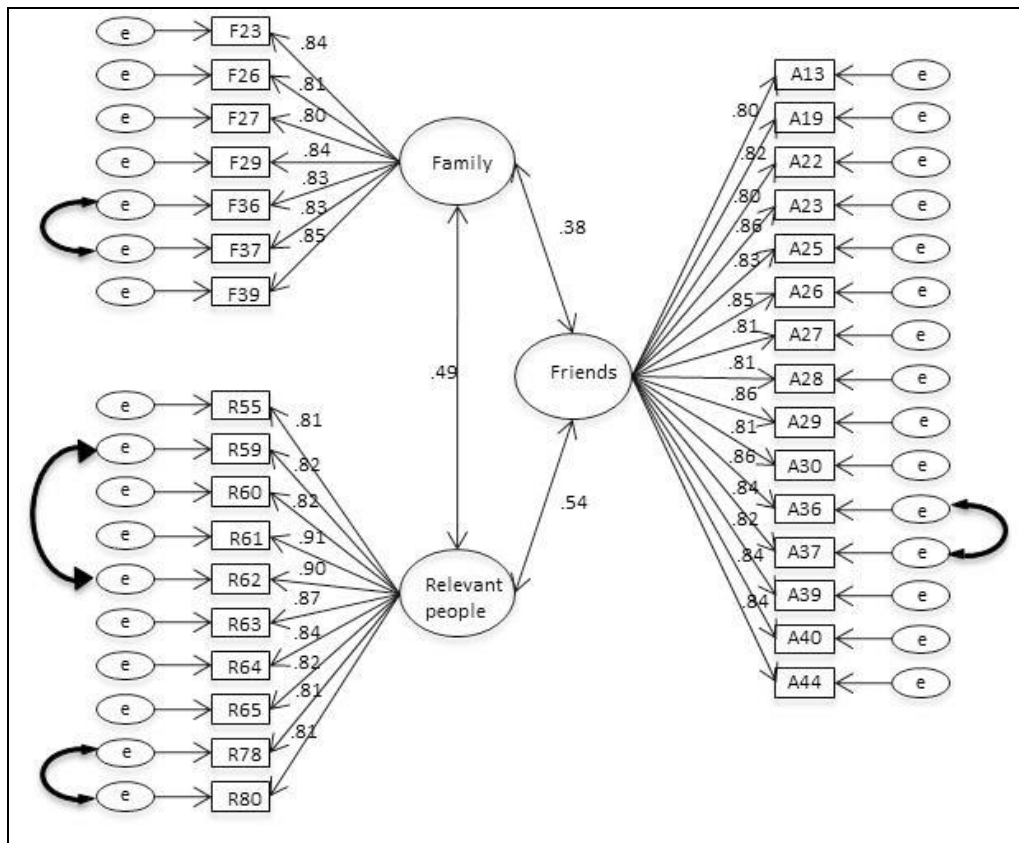 e F23
e F26
e F27
e F29
e F36
e F37
e F39
.84
.81
.80
.84
.83
.83
.85
Family
.38
.49
Friends
.54
Relevant
people
e R55
e R59
e R60
e R61
e R62
e R63
e R64
e R65
e R78
e R80
.81
.82
.82
.91
.90
.87
.84
.82
.81
.81
.80
.82
.80
.86
.83
.85
.81
.81
.86
.81
.86
.84
.82
.84
.84
A13 e
A19 e
A22 e
A23 e
A25 e
A26 e
A27 e
A28 e
A29 e
A30 e
A36 e
A37 e
A39 e
A40 e
A44 e